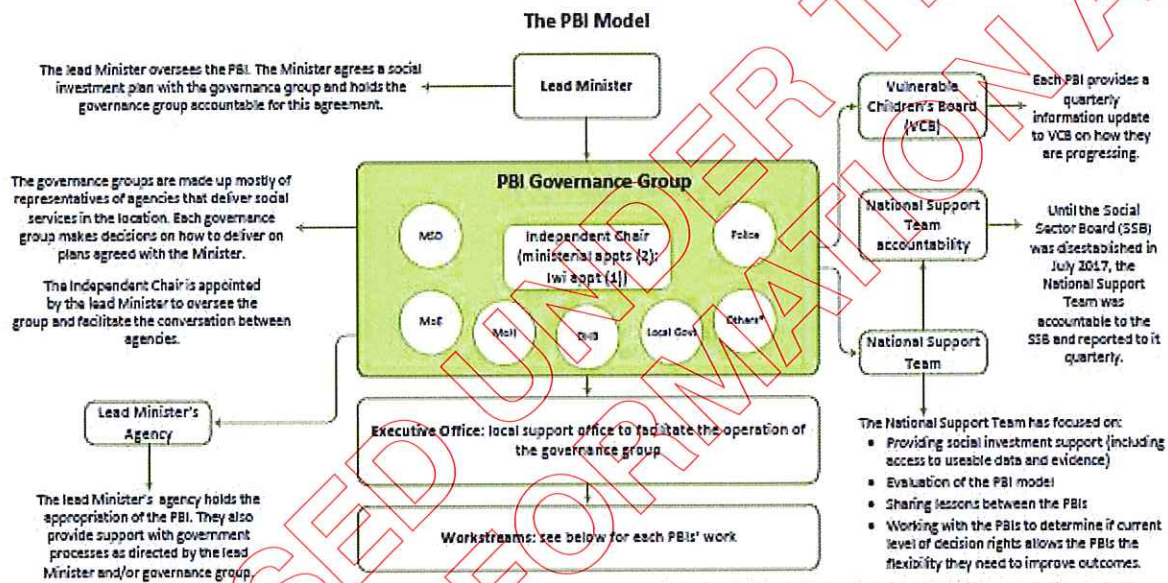 The PBI Model
The lead Minister oversees the PBI. The Minister agrees a social
investment plan with the governance group and holds the
governance group accountable for this agreement.
Lead Minister
Vulnerable
Children's Board
(VCB)
Each PBI provides a
quarterly
information update
to VCB on how they
are progressing.
The governance groups are made up mostly of
representatives of agencies that deliver social
services in the location. Each governance
group makes decisions on how to deliver on
plans agreed with the Minister.
The Independent Chair is appointed
by the lead Minister to oversee the
group and facilitate the conversation between
agencies.
PBI Governance Group
MSD
Independent Chair
(ministerial appts (2);
Iwi appt (1))
Police
MoE
MoH
DHB
Local Govt
Others*
National Support
Team
accountability
Until the Social
Sector Board (SSB)
was disestablished in
July 2017, the
National Support
Team was
accountable to the
SSB and reported to it
quarterly.
National Support
Team
Lead Minister's
Agency
Executive Office: local support office to facilitate the operation of
the governance group
The National Support Team has focused on:
• Providing social investment support (including
access to useable data and evidence)
• Evaluation of the PBI model
• Sharing lessons between the PBIs
• Working with the PBIs to determine if current
level of decision rights allows the PBIs the
flexibility they need to improve outcomes.
The lead Minister's agency holds the
appropriation of the PBI. They also
provide support with government
processes as directed by the lead
Minister and/or governance group.
Workstreams: see below for each PBIs' work
SED UNDER T
FORMATION A